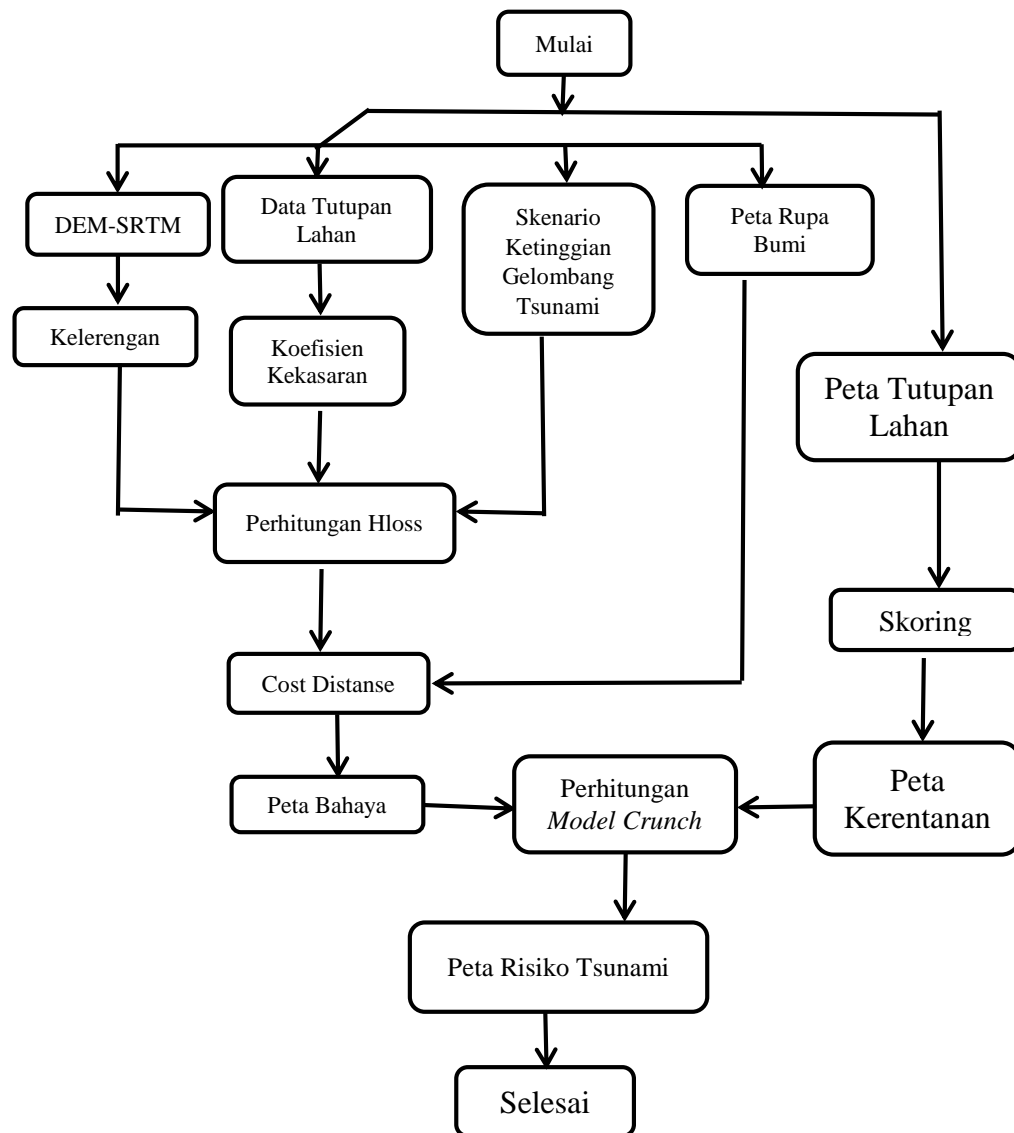 Mulai
DEM-SRTM
Data Tutupan
Lahan
Skenario
Ketinggian
Gelombang
Tsunami
Peta Rupa
Bumi
Kelerengan
Koefisien
Kekasaran
Peta Tutupan
Lahan
Perhitungan Hloss
Skoring
Cost Distanse
Peta Bahaya
Perhitungan
Model Crunch
Peta
Kerentanan
Peta Risiko Tsunami
Selesai